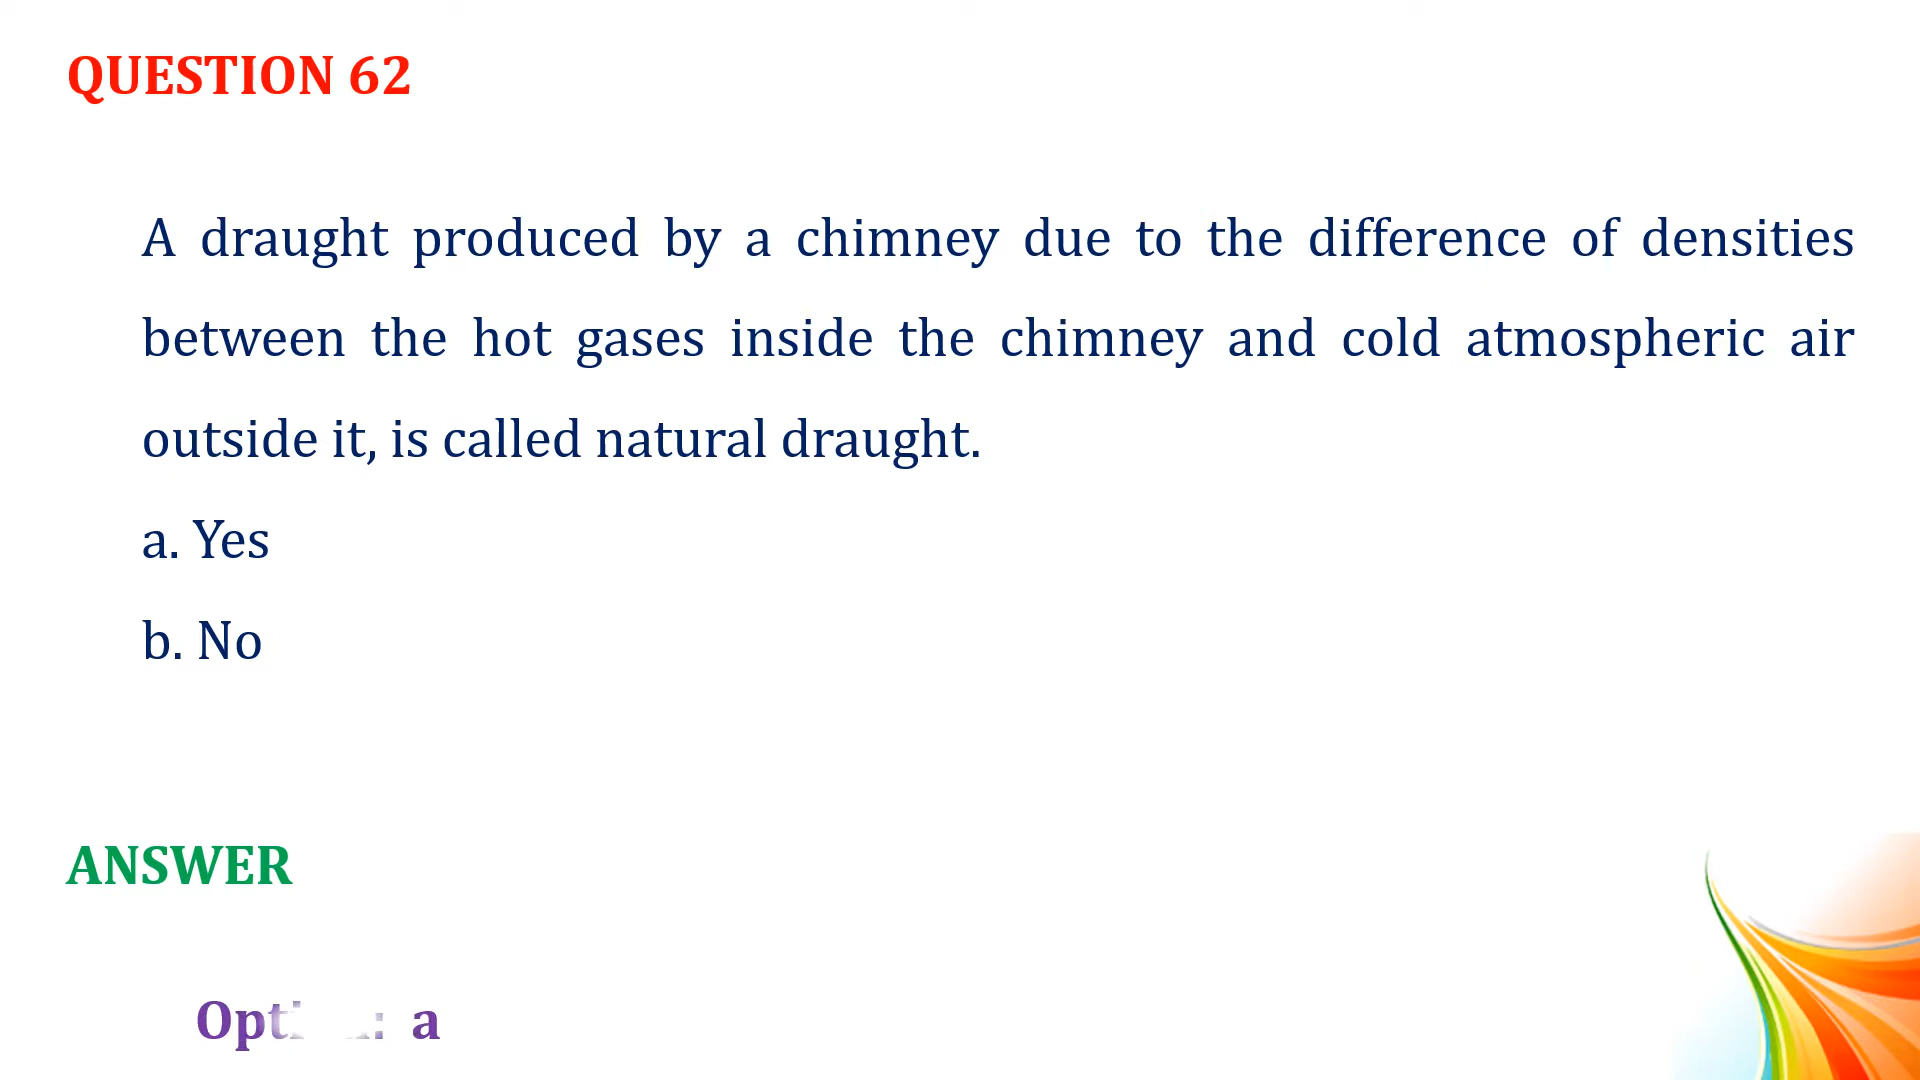 QUESTION 62
A draught produced by a chimney due to the difference of densities
between the hot gases inside the chimney and cold atmospheric air
outside it, is called natural draught.
a. Yes
b. No
ANSWER
Option: a